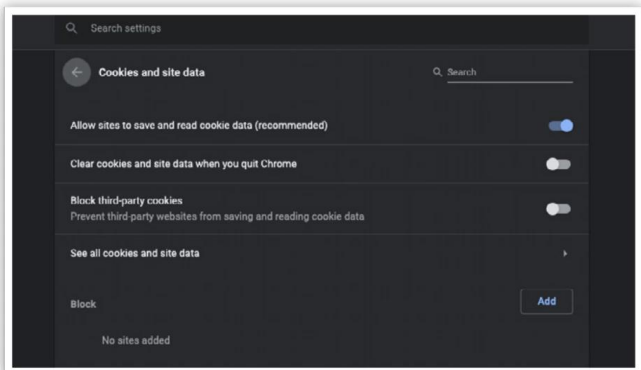 Search settings
Cookies and site data
Search
Allow sites to save and read cookie data (recommended)
Clear cookies and site data when you quit Chrome
Block third-party cookies
Prevent third-party websites from saving and reading cookie data
See all cookies and site data
Block
Add
No sites added